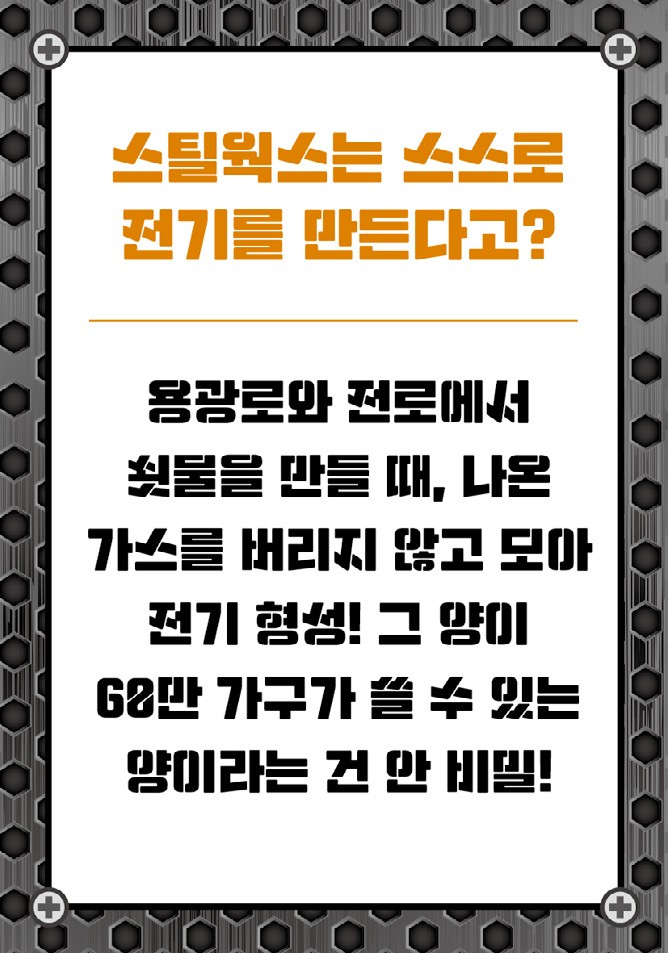 스틸웍스는 스스로
전기를 만든다고?
용광로와 전로에서
쇳물을 만들 때, 나온
가스를 버리지 않고 모아
전기 형성! 그 양이
60만 가구가 쓸 수 있는
양이라는 건 안 비밀!